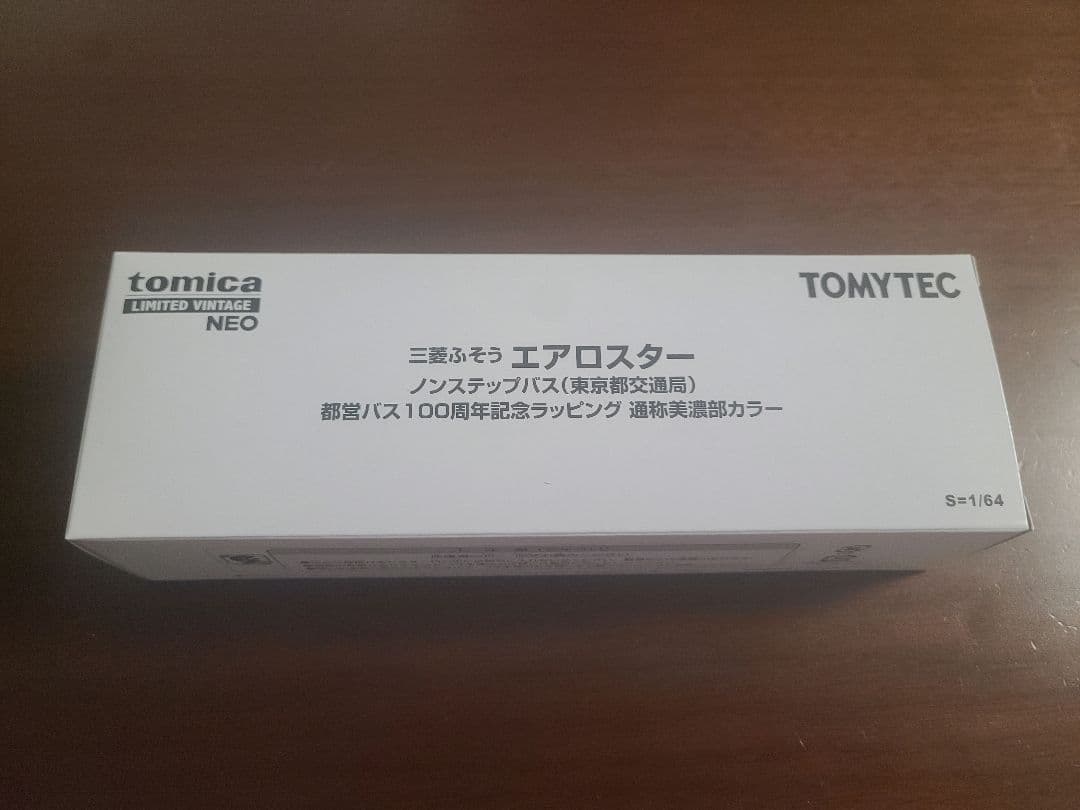 tomica
LIMITED VINTAGE
NEO
TOMYTEC
三菱ふそう エアロスター
ノンステップバス(東京都交通局)
都営バス100周年記念ラッピング 通称美濃部カラー
S=1/64